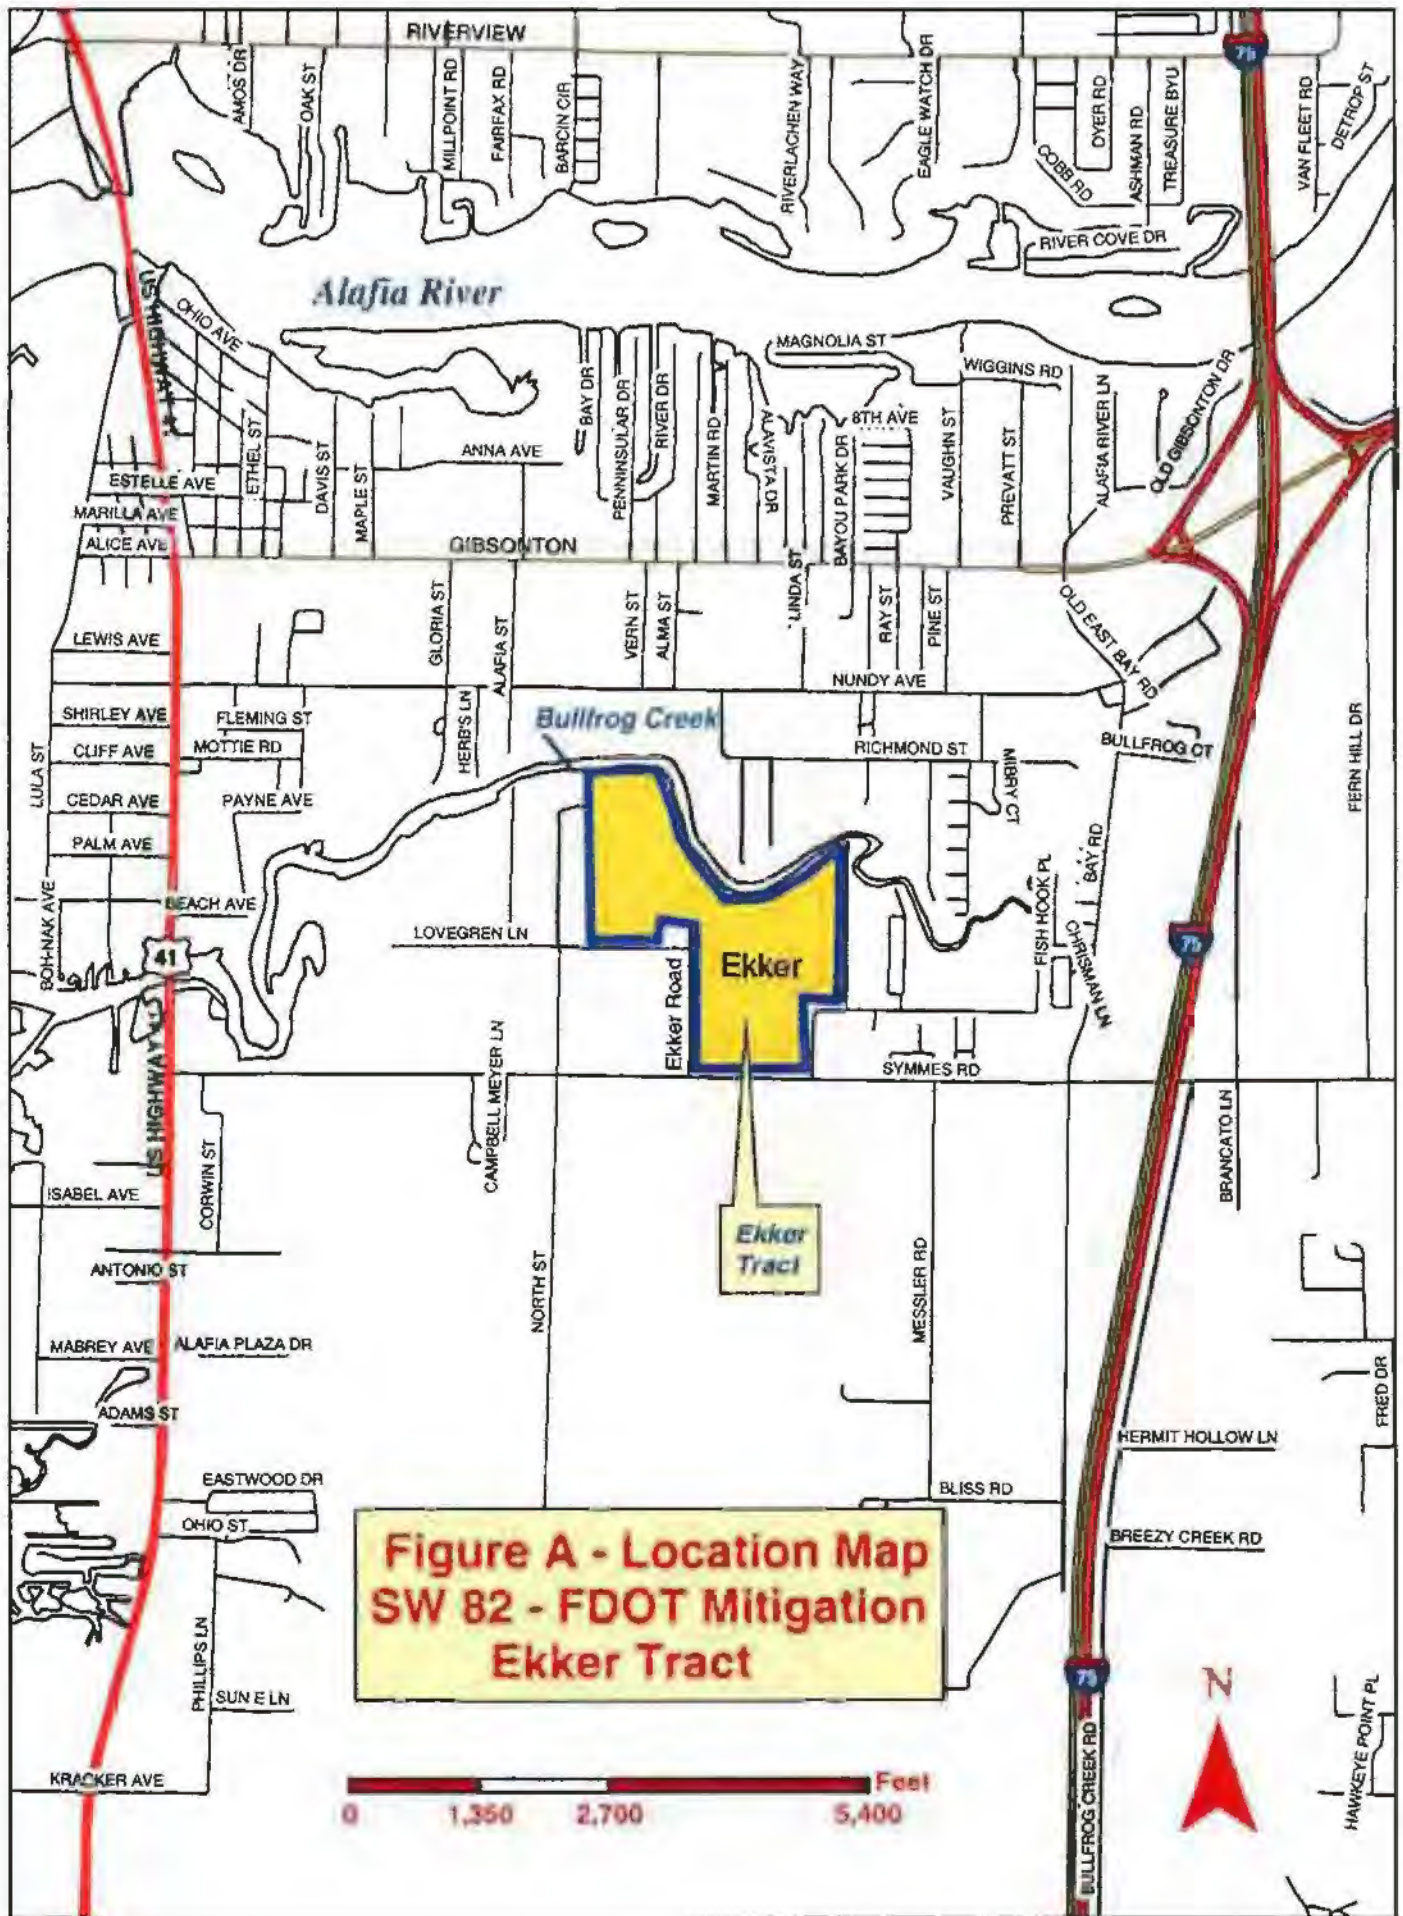 RIVERVIEW
75
AMOS DR
OAK ST
MILLPOINT RD
FAIRFAX RD
BARCIN CIR
RIVERLACHEN WAY
EAGLE WATCH DR
DYER RD
COBB RD
ASHMAN RD
TREASURE BYU
VAN FLEET RD
DETROP ST
RIVER COVE DR
Alafia River
US HIGHWAY 41
OHIO AVE
MAGNOLIA ST
WIGGINS RD
BAY DR
PENNINSULAR DR
RIVER DR
MARTIN RD
ALAVISTA DR
8TH AVE
BAYOU PARK DR
VAUGHN ST
PREVATT ST
ALAFIA RIVER LN
OLD GIBSONTON DR
ETHEL ST
DAVIS ST
MAPLE ST
ANNA AVE
ESTELLE AVE
MARILLA AVE
ALICE AVE
GIBSONTON
LEWIS AVE
GLORIA ST
ALAFIA ST
VERN ST
ALMA ST
LINDA ST
RAY ST
PINE ST
OLD EAST BAY RD
NUNDY AVE
SHIRLEY AVE
FLEMING ST
HERB'S LN
Bullfrog Creek
CLIFF AVE
MOTTIE RD
RICHMOND ST
MIBRY CT
BULLFROG CT
LULA ST
FERN HILL DR
CEDAR AVE
PAYNE AVE
PALM AVE
BAY RD
BOH-NAK AVE
BEACH AVE
LOVEGREN LN
FISH HOOK PL
CHRISMAN LN
41
75
Ekker
Ekker Road
SYMMES RD
US HIGHWAY 41
CAMPBELL MEYER LN
CORWIN ST
BRANCATO LN
ISABEL AVE
Ekker
Tract
ANTONIO ST
NORTH ST
MESSLER RD
MABREY AVE
ALAFIA PLAZA DR
FRED DR
ADAMS ST
HERMIT HOLLOW LN
EASTWOOD DR
BLISS RD
OHIO ST
BREEZY CREEK RD
Figure A - Location Map
SW 82 - FDOT Mitigation
Ekker Tract
PHILLIPS LN
SUN E LN
75
N
HAWKEYE POINT PL
KRACKER AVE
BULLFROG CREEK RD
Feet
0
1,350
2,700
5,400